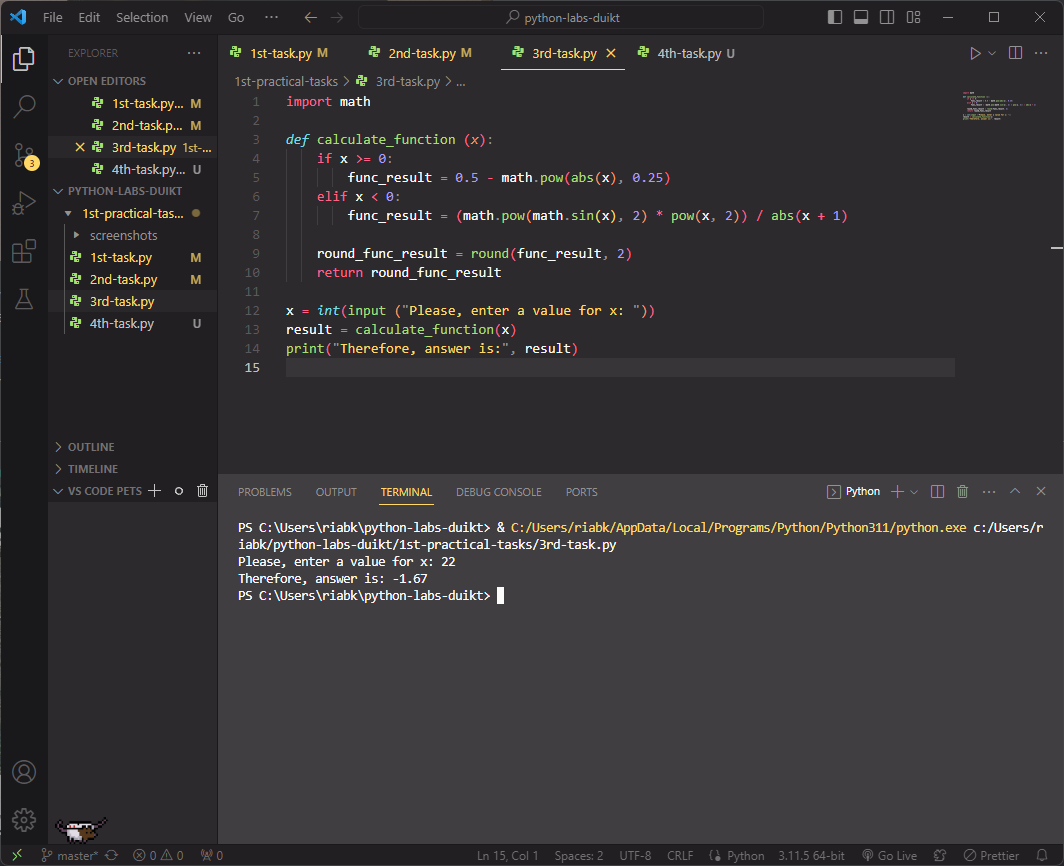 File Edit Selection View Go ··· python-labs-duikt
EXPLORER
OPEN EDITORS
1st-task.py... M
2nd-task.p... M
3rd-task.py 1st-...
4th-task.py... U
PYTHON-LABS-DUIKT
1st-practical-tas...
screenshots
1st-task.py M
2nd-task.py M
3rd-task.py
4th-task.py U
OUTLINE
TIMELINE
VS CODE PETS
3
1st-task.py M 2nd-task.py M 3rd-task.py 4th-task.py U
1st-practical-tasks > 3rd-task.py > ...
1 import math
2
3 def calculate_function (x):
4 if x >= 0:
5 func_result = 0.5 - math.pow(abs(x), 0.25)
6 elif x < 0:
7 func_result = (math.pow(math.sin(x), 2) * pow(x, 2)) / abs(x + 1)
8
9 round_func_result = round(func_result, 2)
10 return round_func_result
11
12 x = int(input ("Please, enter a value for x: "))
13 result = calculate_function(x)
14 print("Therefore, answer is:", result)
15
PROBLEMS OUTPUT TERMINAL DEBUG CONSOLE PORTS Python
PS C:\Users\riabk\python-labs-duikt> & C:/Users/riabk/AppData/Local/Programs/Python/Python311/python.exe c:/Users/r
iabk/python-labs-duikt/1st-practical-tasks/3rd-task.py
Please, enter a value for x: 22
Therefore, answer is: -1.67
PS C:\Users\riabk\python-labs-duikt>
master* 0 0 0 Ln 15, Col 1 Spaces: 2 UTF-8 CRLF Python 3.11.5 64-bit Go Live Prettier